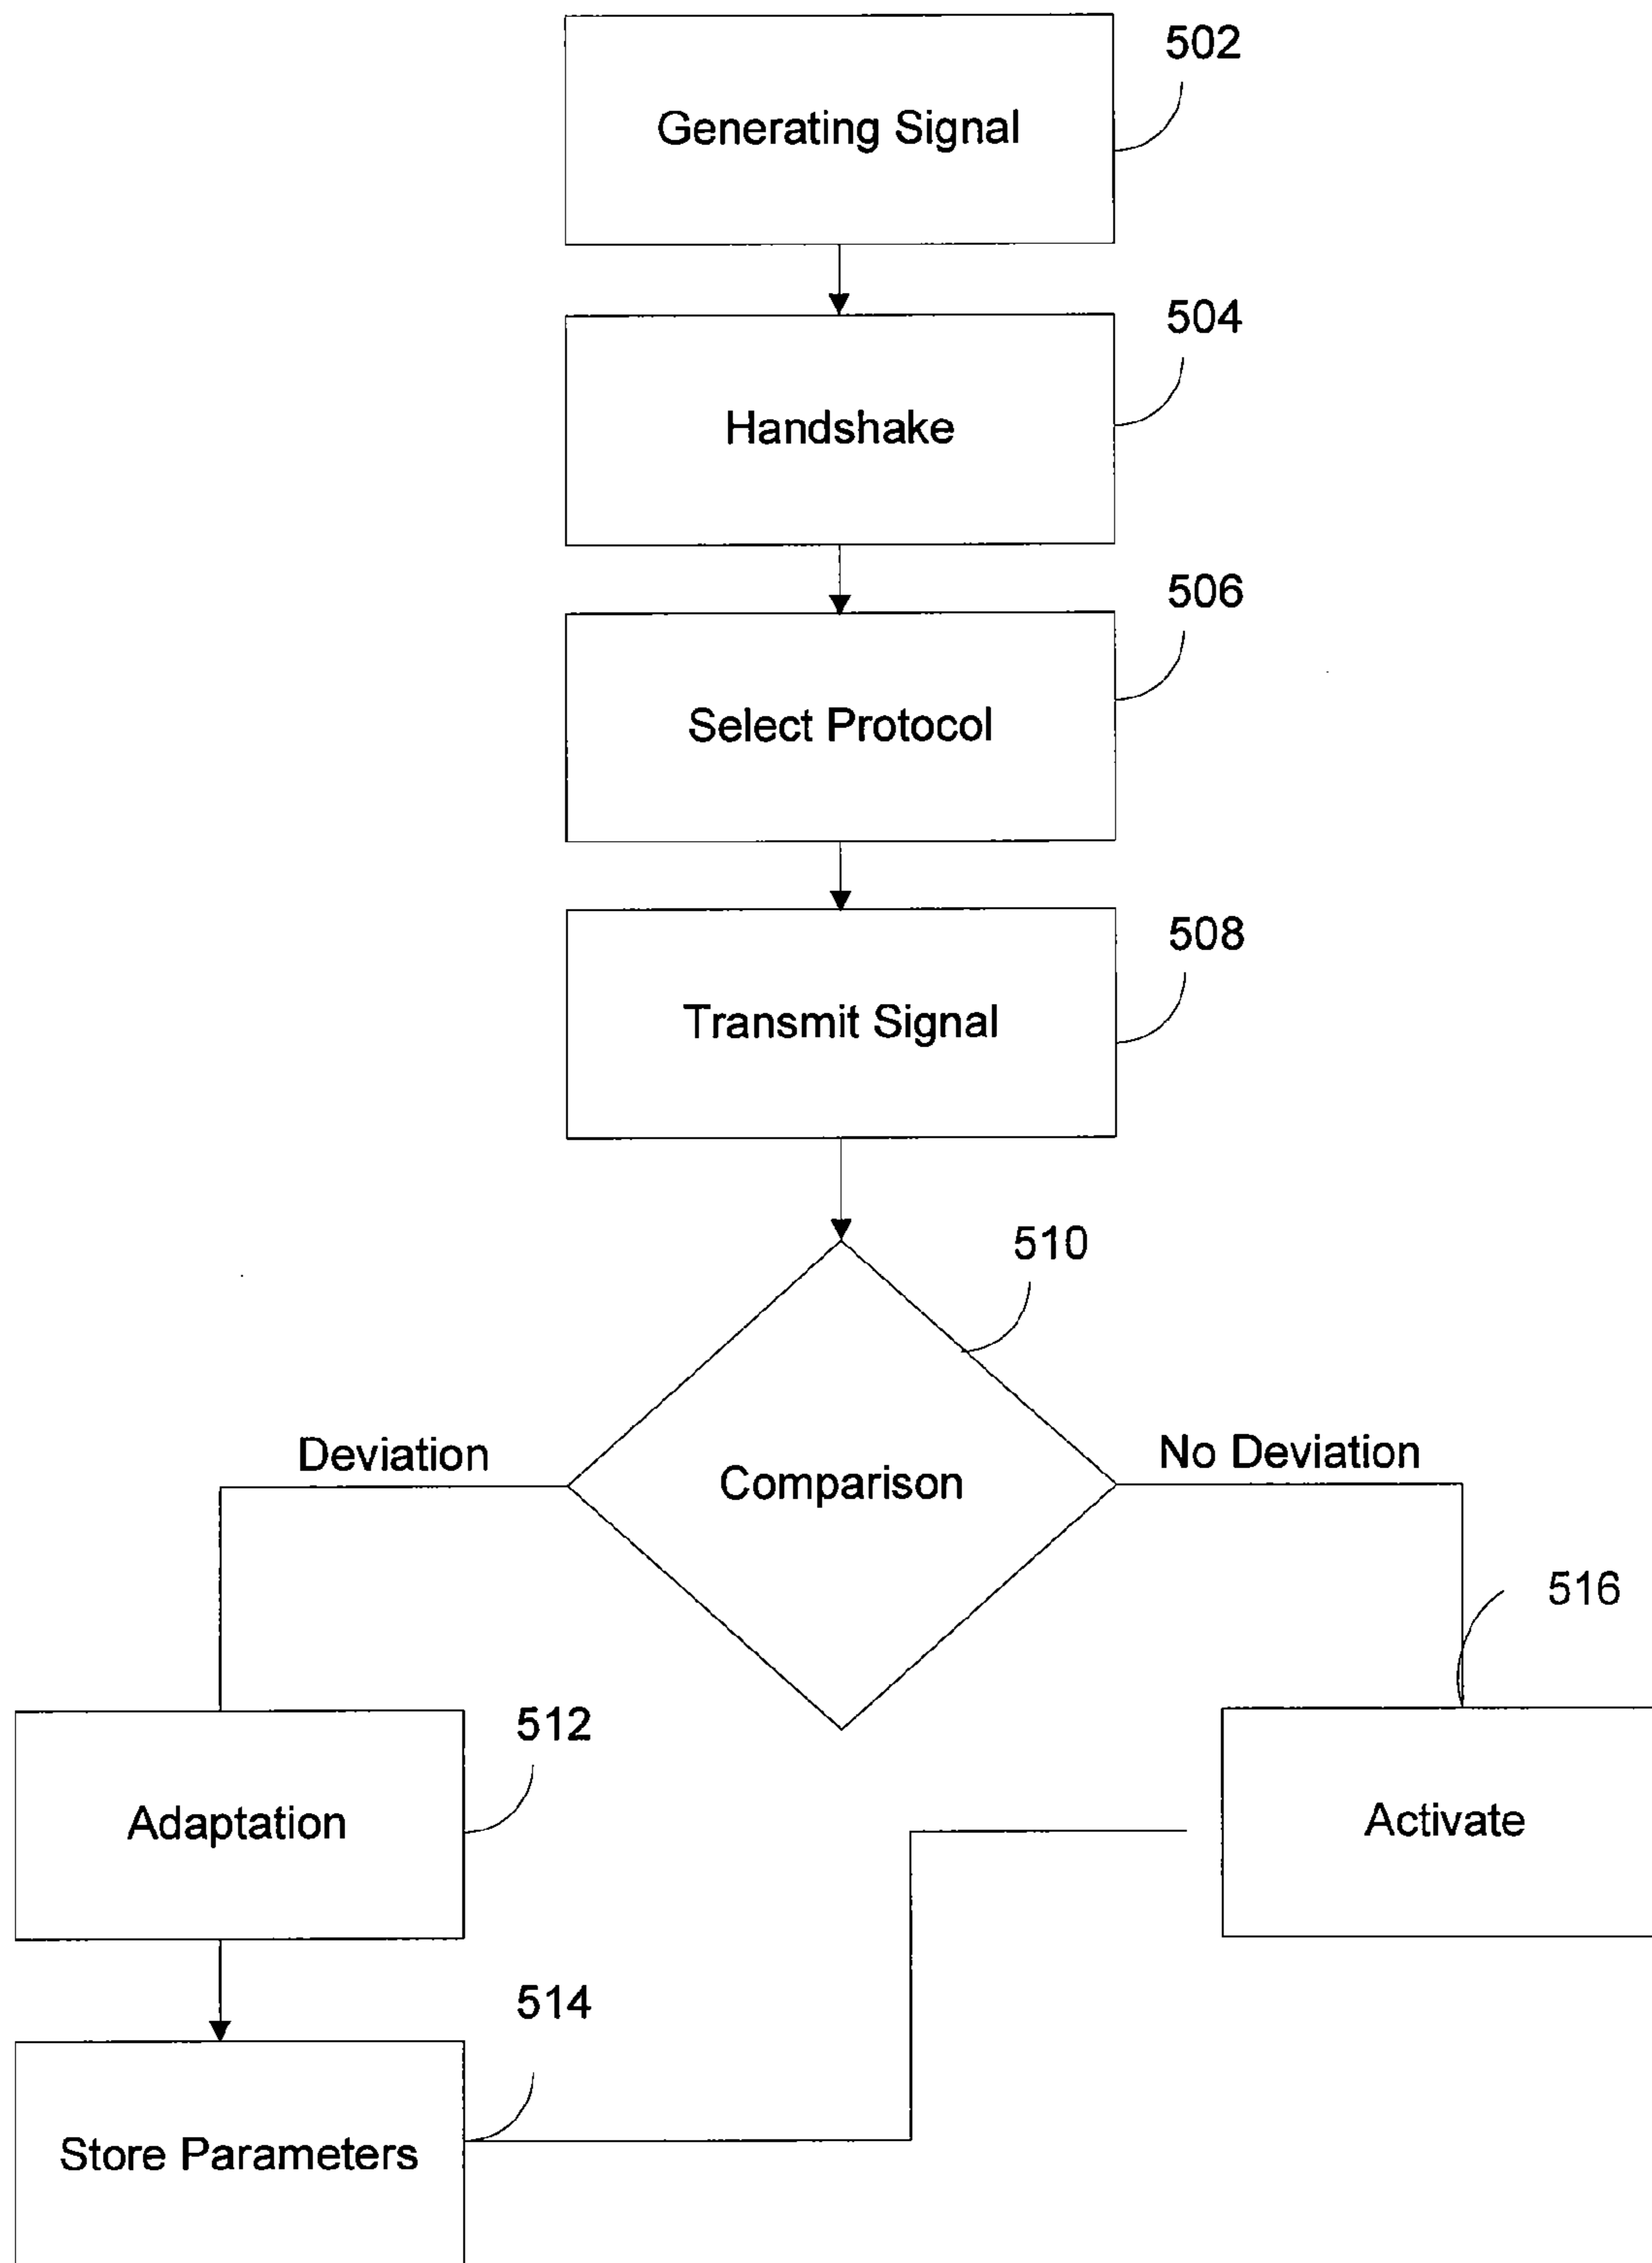 502
Generating Signal
504
Handshake
506
Select Protocol
508
Transmit Signal
510
Deviation
No Deviation
Comparison
516
512
Adaptation
Activate
514
Store Parameters